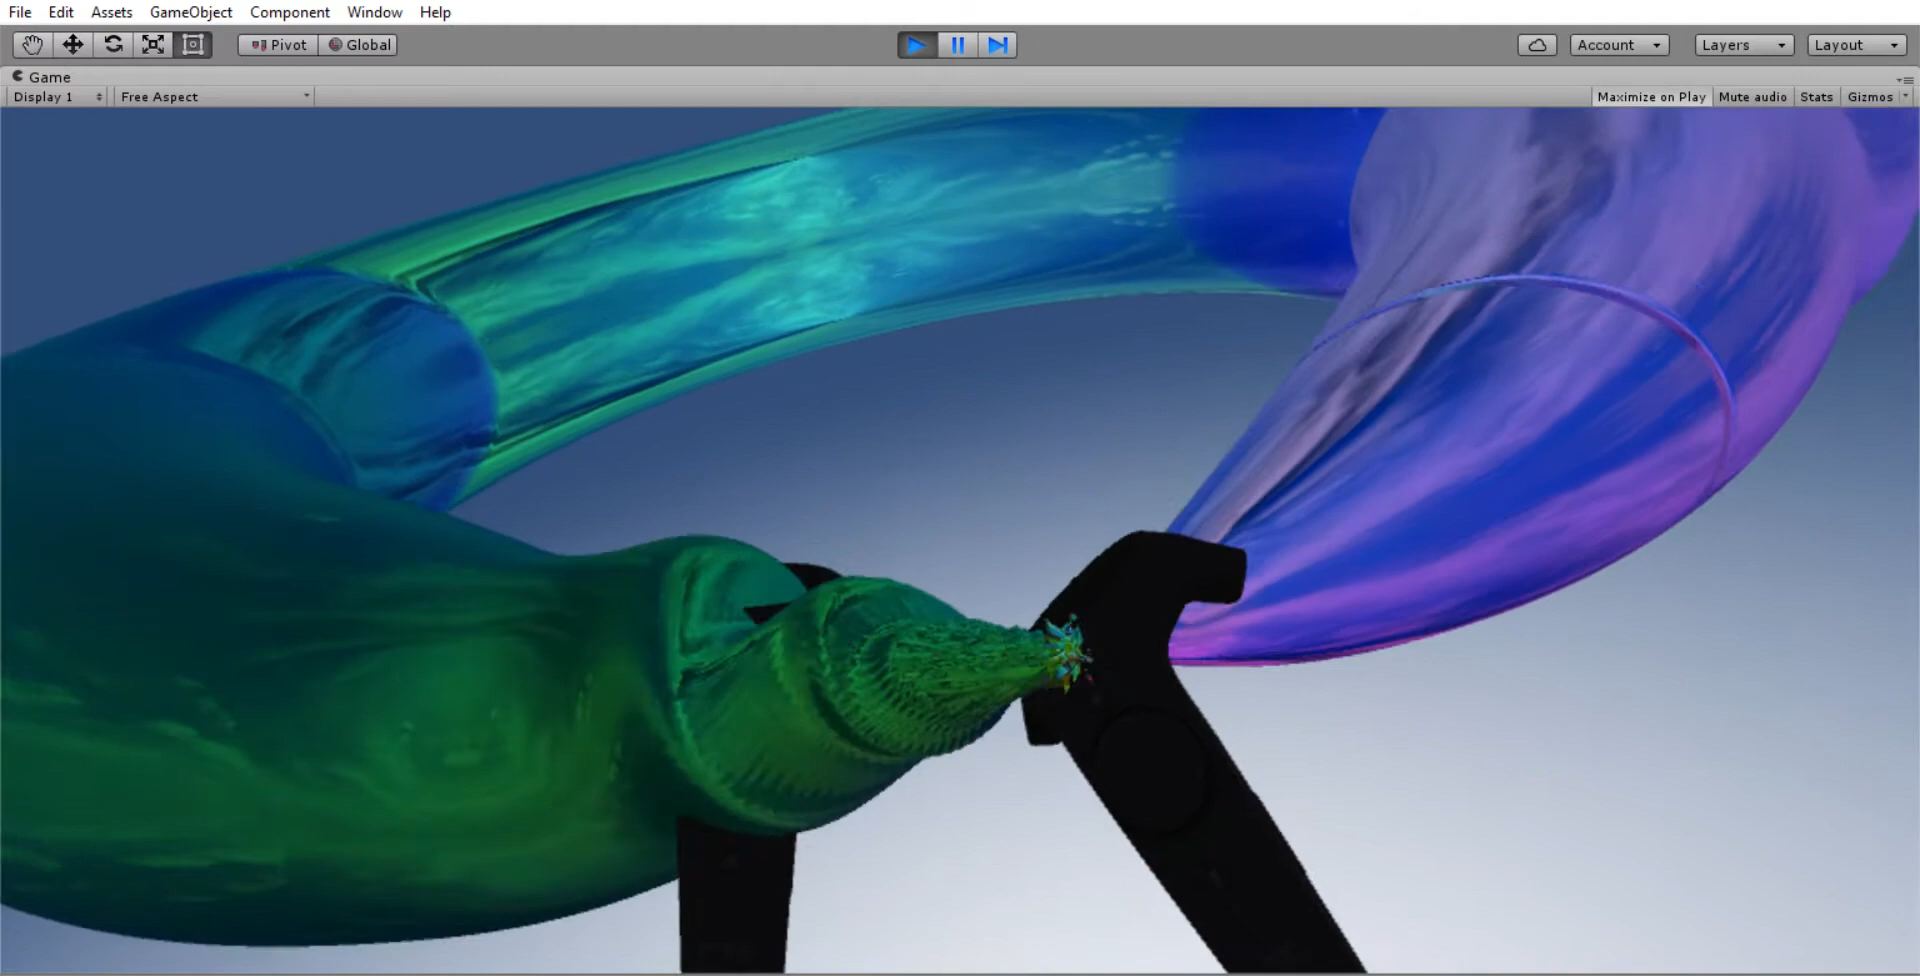 File Edit Assets GameObject Component Window Help
Pivot Global Account Layers Layout
Game
Display 1 Free Aspect Maximize on Play Mute audio Stats Gizmos